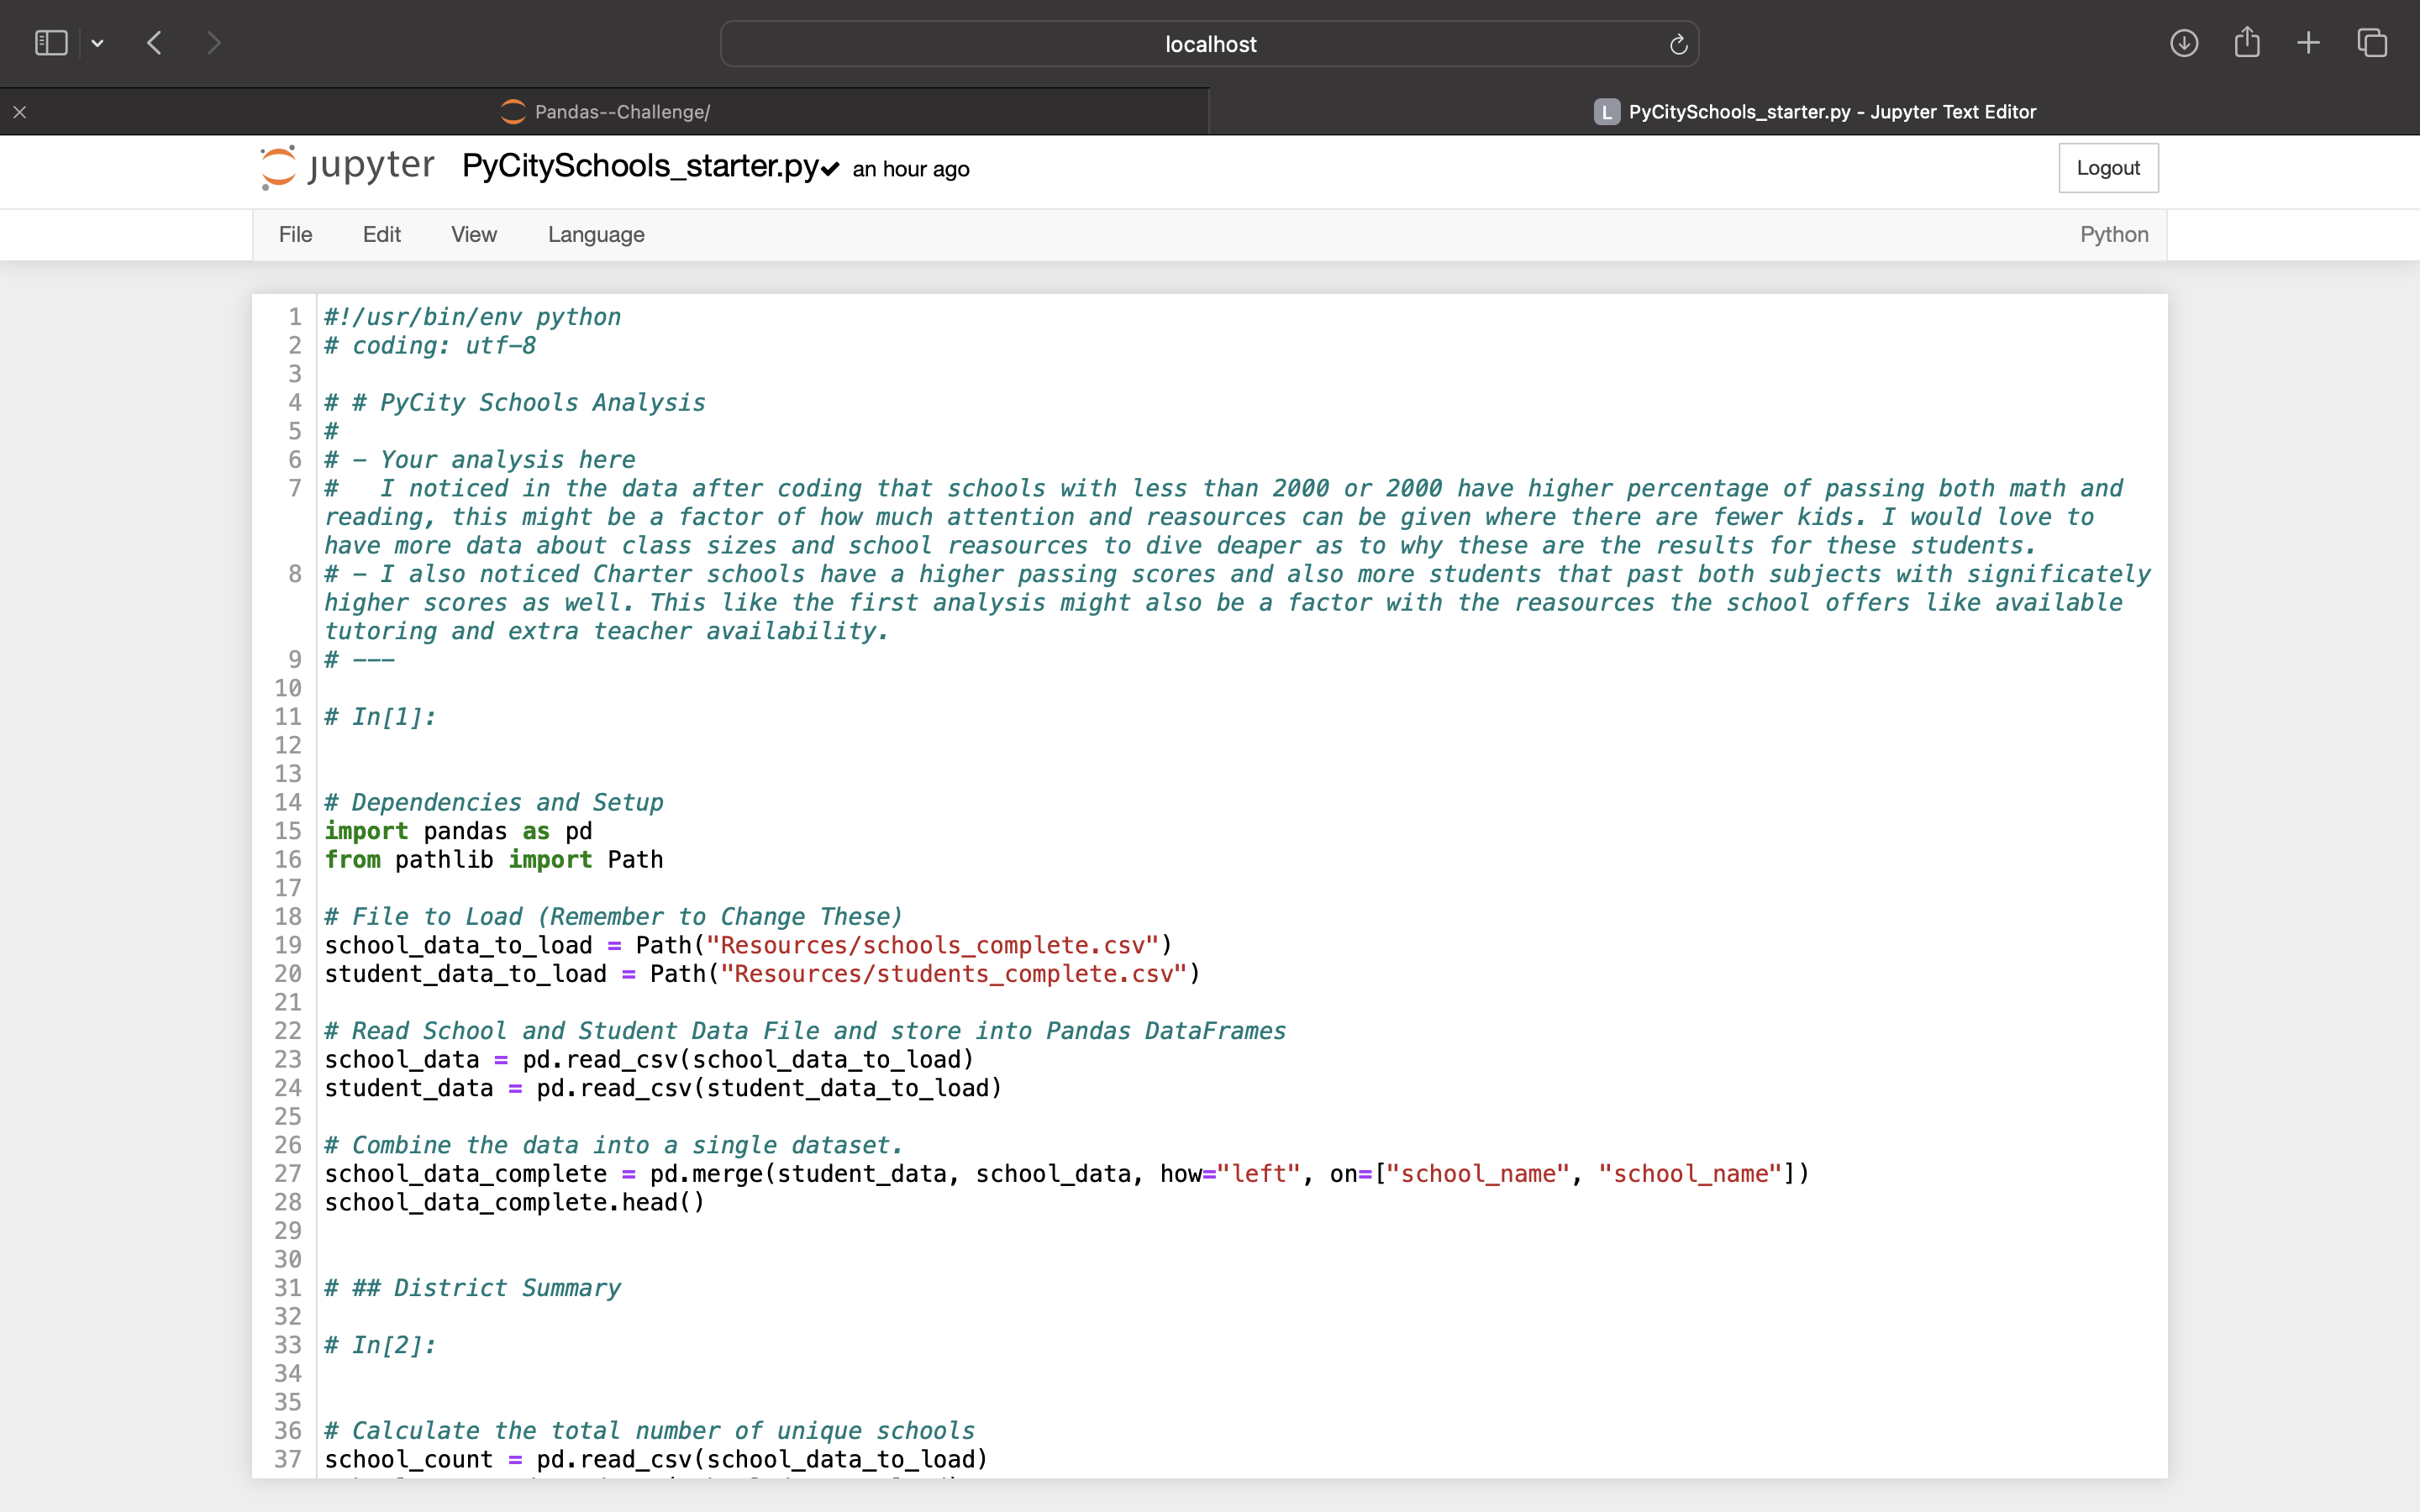 localhost
Pandas--Challenge/
L PyCitySchools_starter.py - Jupyter Text Editor
jupyter PyCitySchools_starter.py✔ an hour ago
Logout
File Edit View Language
Python
1 #!/usr/bin/env python
2 # coding: utf-8
3
4 # # PyCity Schools Analysis
5 #
6 # - Your analysis here
7 #   I noticed in the data after coding that schools with less than 2000 or 2000 have higher percentage of passing both math and
reading, this might be a factor of how much attention and reasources can be given where there are fewer kids. I would love to
have more data about class sizes and school reasources to dive deaper as to why these are the results for these students.
8 # - I also noticed Charter schools have a higher passing scores and also more students that past both subjects with significately
higher scores as well. This like the first analysis might also be a factor with the reasources the school offers like available
tutoring and extra teacher availability.
9 # ---
10
11 # In[1]:
12
13
14 # Dependencies and Setup
15 import pandas as pd
16 from pathlib import Path
17
18 # File to Load (Remember to Change These)
19 school_data_to_load = Path("Resources/schools_complete.csv")
20 student_data_to_load = Path("Resources/students_complete.csv")
21
22 # Read School and Student Data File and store into Pandas DataFrames
23 school_data = pd.read_csv(school_data_to_load)
24 student_data = pd.read_csv(student_data_to_load)
25
26 # Combine the data into a single dataset.
27 school_data_complete = pd.merge(student_data, school_data, how="left", on=["school_name", "school_name"])
28 school_data_complete.head()
29
30
31 # ## District Summary
32
33 # In[2]:
34
35
36 # Calculate the total number of unique schools
37 school_count = pd.read_csv(school_data_to_load)